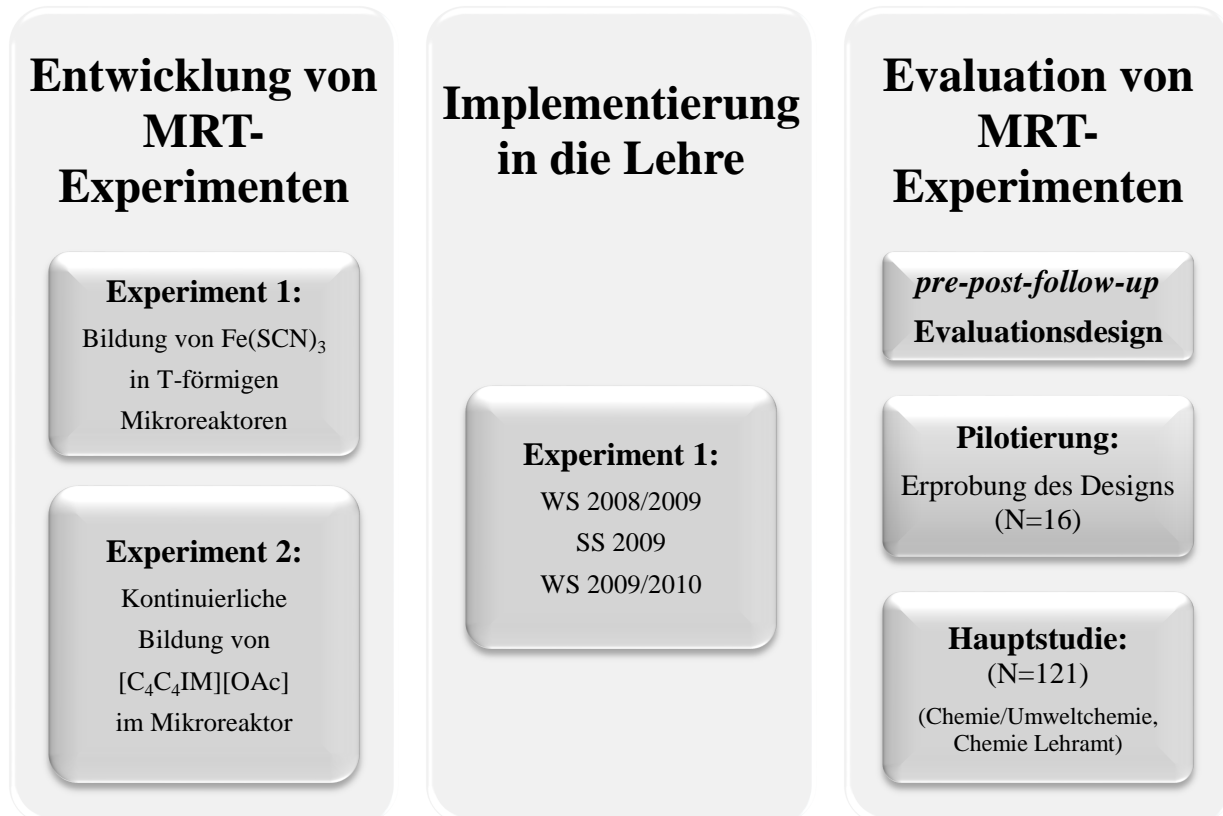 Entwicklung von
MRT-
Experimenten
Experiment 1:
Bildung von Fe(SCN)₃
in T-förmigen
Mikroreaktoren
Experiment 2:
Kontinuierliche
Bildung von
[C₄C₄IM][OAc]
im Mikroreaktor
Implementierung
in die Lehre
Experiment 1:
WS 2008/2009
SS 2009
WS 2009/2010
Evaluation von
MRT-
Experimenten
pre-post-follow-up
Evaluationsdesign
Pilotierung:
Erprobung des Designs
(N=16)
Hauptstudie:
(N=121)
(Chemie/Umweltchemie,
Chemie Lehramt)